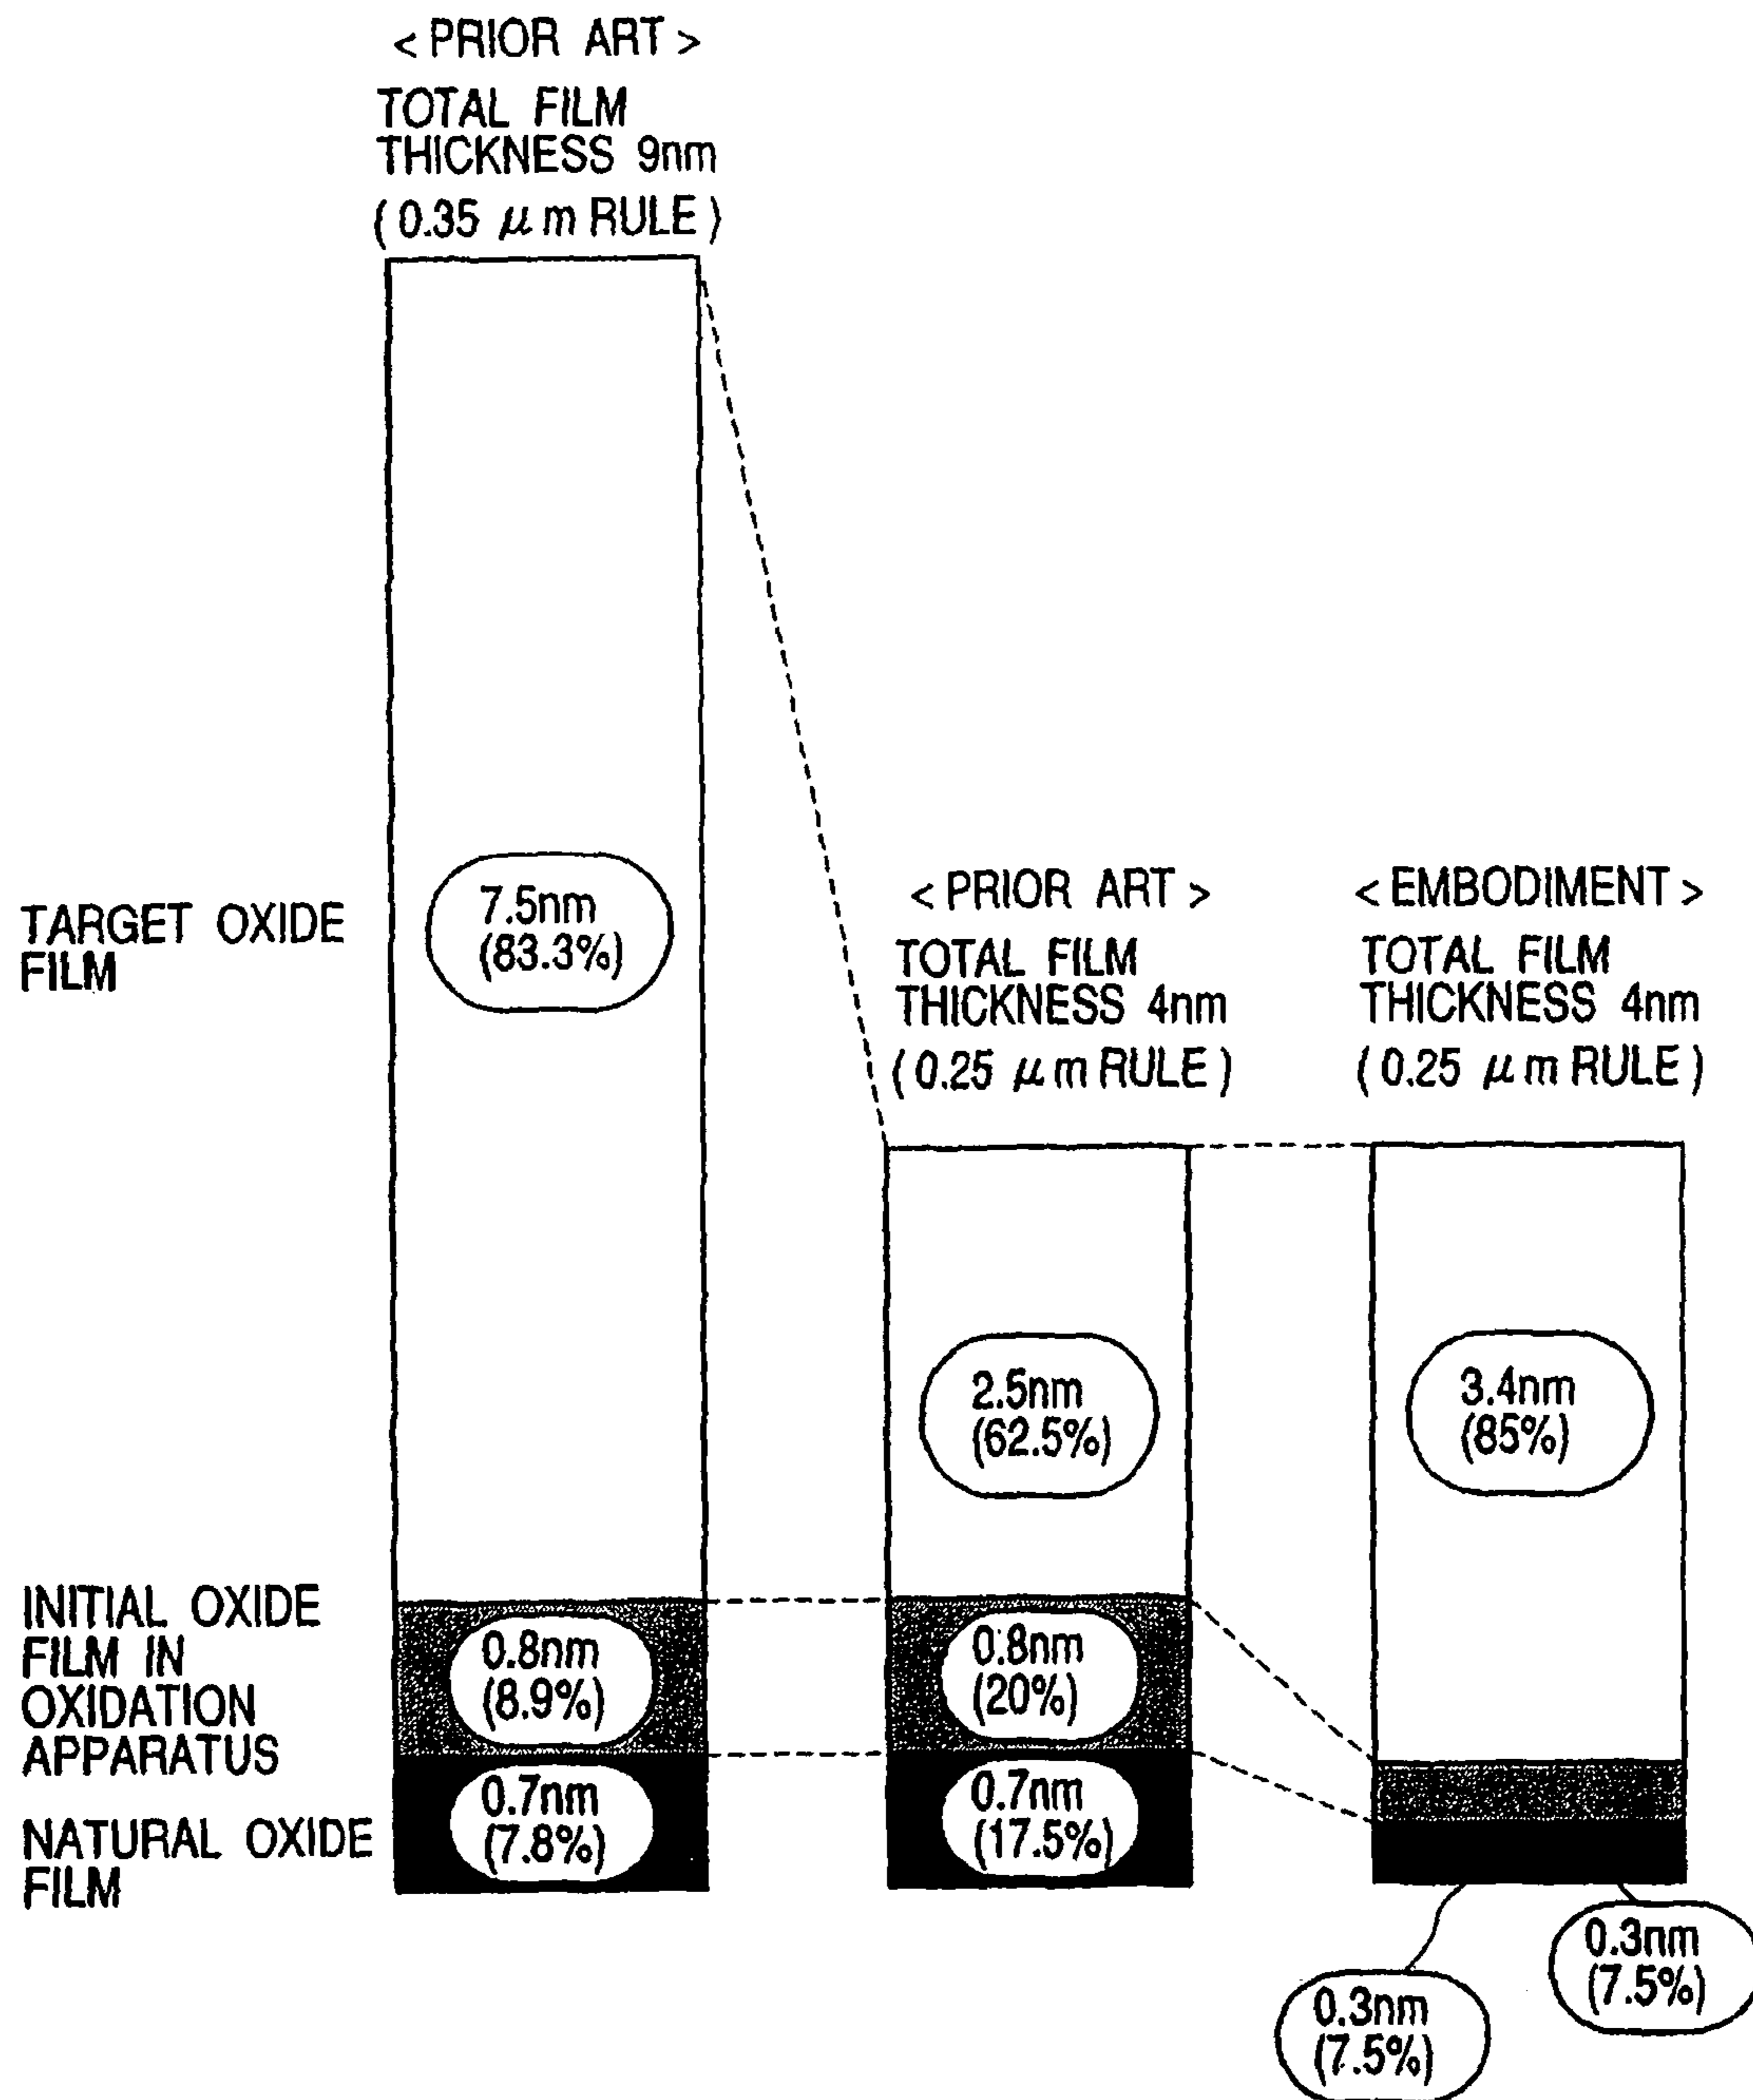 < PRIOR ART >
TOTAL FILM
THICKNESS 9nm
( 0.35 μm RULE )
TARGET OXIDE
FILM
7.5nm
(83.3%)
< PRIOR ART >
TOTAL FILM
THICKNESS 4nm
( 0.25 μm RULE )
< EMBODIMENT >
TOTAL FILM
THICKNESS 4nm
( 0.25 μm RULE )
2.5nm
(62.5%)
3.4nm
(85%)
INITIAL OXIDE
FILM IN
OXIDATION
APPARATUS
0.8nm
(8.9%)
0.8nm
(20%)
NATURAL OXIDE
FILM
0.7nm
(7.8%)
0.7nm
(17.5%)
0.3nm
(7.5%)
0.3nm
(7.5%)